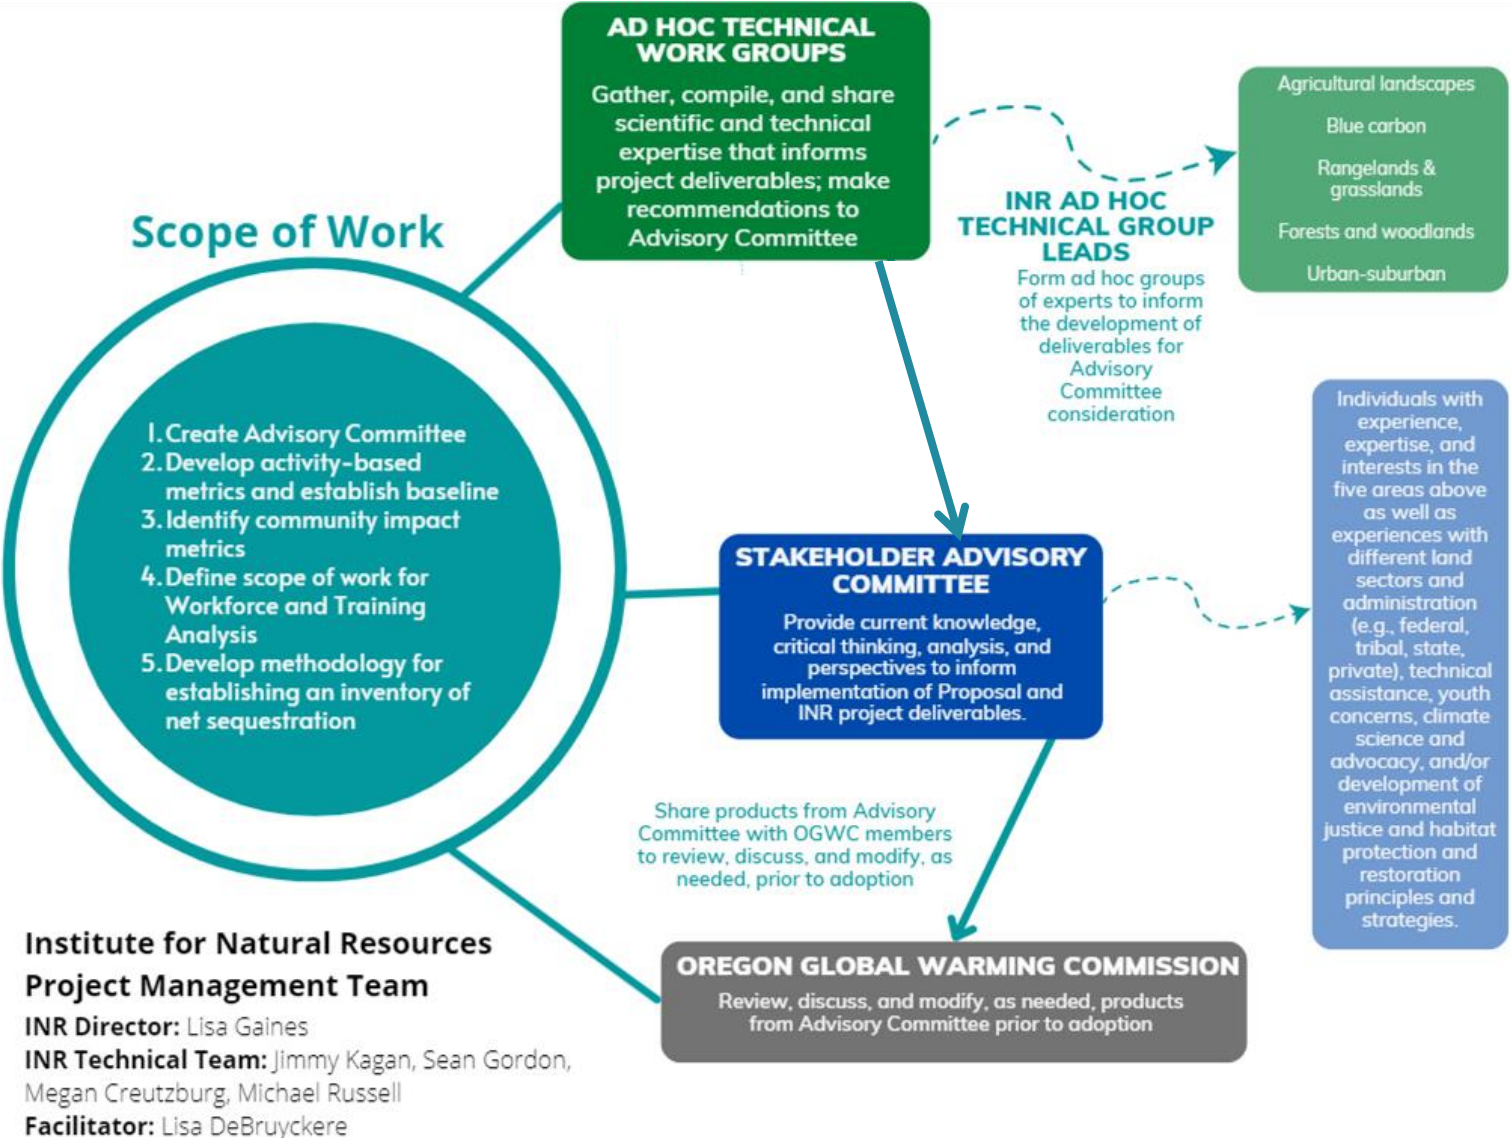 AD HOC TECHNICAL
WORK GROUPS
Gather, compile, and share
scientific and technical
expertise that informs
project deliverables; make
recommendations to
Advisory Committee
Agricultural landscapes
Blue carbon
Rangelands &
grasslands
Forests and woodlands
Urban-suburban
INR AD HOC
TECHNICAL GROUP
LEADS
Form ad hoc groups
of experts to inform
the development of
deliverables for
Advisory
Committee
consideration
Scope of Work
1. Create Advisory Committee
2. Develop activity-based
metrics and establish baseline
3. Identify community impact
metrics
4. Define scope of work for
Workforce and Training
Analysis
5. Develop methodology for
establishing an inventory of
net sequestration
STAKEHOLDER ADVISORY
COMMITTEE
Provide current knowledge,
critical thinking, analysis, and
perspectives to inform
implementation of Proposal and
INR project deliverables.
Individuals with
experience,
expertise, and
interests in the
five areas above
as well as
experiences with
different land
sectors and
administration
(e.g., federal,
tribal, state,
private), technical
assistance, youth
concerns, climate
science and
advocacy, and/or
development of
environmental
justice and habitat
protection and
restoration
principles and
strategies.
Share products from Advisory
Committee with OGWC members
to review, discuss, and modify, as
needed, prior to adoption
OREGON GLOBAL WARMING COMMISSION
Review, discuss, and modify, as needed, products
from Advisory Committee prior to adoption
Institute for Natural Resources
Project Management Team
INR Director: Lisa Gaines
INR Technical Team: Jimmy Kagan, Sean Gordon,
Megan Creutzburg, Michael Russell
Facilitator: Lisa DeBruyckere